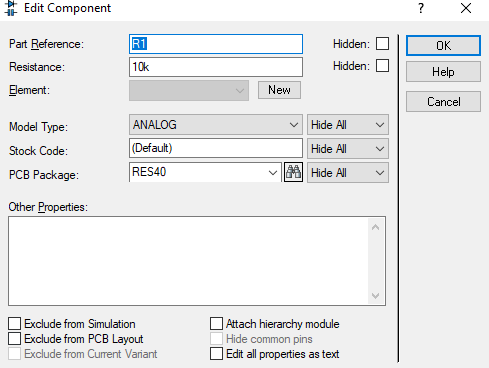 Edit Component ? ×
Part Reference: R1 Hidden:
Resistance: 10k Hidden:
Element: New
Model Type: ANALOG Hide All
Stock Code: (Default) Hide All
PCB Package: RES40 Hide All
Other Properties:
Exclude from Simulation Attach hierarchy module
Exclude from PCB Layout Hide common pins
Exclude from Current Variant Edit all properties as text
OK
Help
Cancel